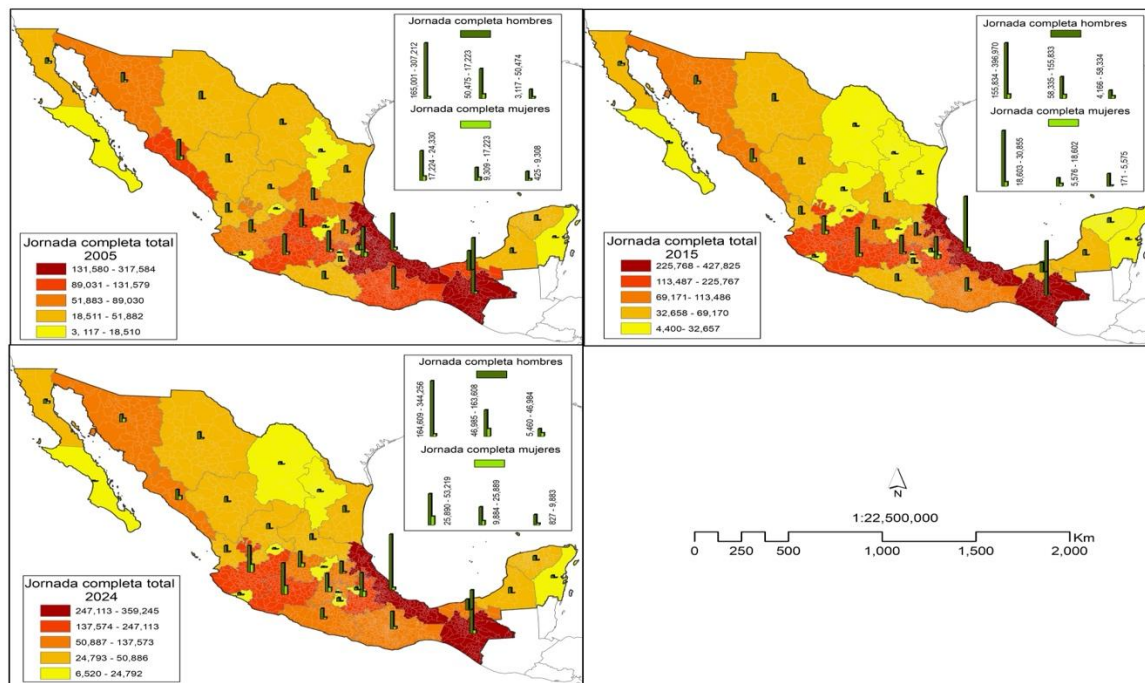 Jornada completa hombres
165,001 - 307,212
50,475 - 17,223
3,117 - 50,474
Jornada completa mujeres
17,224 - 24,330
9,309 - 17,223
425 - 9,308
Jornada completa total
2005
131,580 - 317,584
89,031 - 131,579
51,883 - 89,030
18,511 - 51,882
3, 117 - 18,510
Jornada completa hombres
155,834 - 396,970
58,335 - 155,833
4,166 - 58,334
Jornada completa mujeres
18,603 - 30,855
5,576 - 18,602
171 - 5,575
Jornada completa total
2015
225,768 - 427,825
113,487 - 225,767
69,171- 113,486
32,658 - 69,170
4,400- 32,657
Jornada completa hombres
164,609 - 344,256
46,985 - 163,608
5,460 - 46,984
Jornada completa mujeres
25,890 - 53,219
9,884 - 25,889
827 - 9,883
Jornada completa total
2024
247,113 - 359,245
137,574 - 247,113
50,887 - 137,573
24,793 - 50,886
6,520 - 24,792
N
1:22,500,000
Km
0 250 500 1,000 1,500 2,000